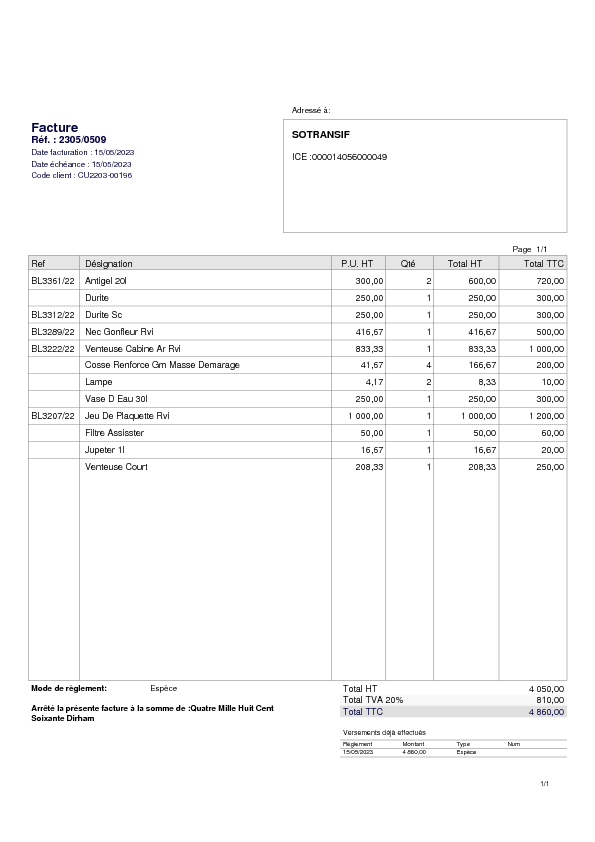 Adressé à:
Facture
Réf. : 2305/0509
Date facturation : 15/05/2023
Date échéance : 15/05/2023
Code client : CU2203-00196
SOTRANSIF
ICE :000014056000049
Page 1/1
Ref Désignation P.U. HT Qté Total HT Total TTC
BL3361/22 Antigel 20l 300,00 2 600,00 720,00
Durite 250,00 1 250,00 300,00
BL3312/22 Durite Sc 250,00 1 250,00 300,00
BL3289/22 Nec Gonfleur Rvi 416,67 1 416,67 500,00
BL3222/22 Venteuse Cabine Ar Rvi 833,33 1 833,33 1 000,00
Cosse Renforce Gm Masse Demarage 41,67 4 166,67 200,00
Lampe 4,17 2 8,33 10,00
Vase D Eau 30l 250,00 1 250,00 300,00
BL3207/22 Jeu De Plaquette Rvi 1 000,00 1 1 000,00 1 200,00
Filtre Assisster 50,00 1 50,00 60,00
Jupeter 1l 16,67 1 16,67 20,00
Venteuse Court 208,33 1 208,33 250,00
Mode de règlement: Espèce
Arrêté la présente facture à la somme de :Quatre Mille Huit Cent
Soixante Dirham
Total HT 4 050,00
Total TVA 20% 810,00
Total TTC 4 860,00
Versements déjà effectués
Règlement Montant Type Num
15/05/2023 4 860,00 Espèce
1/1